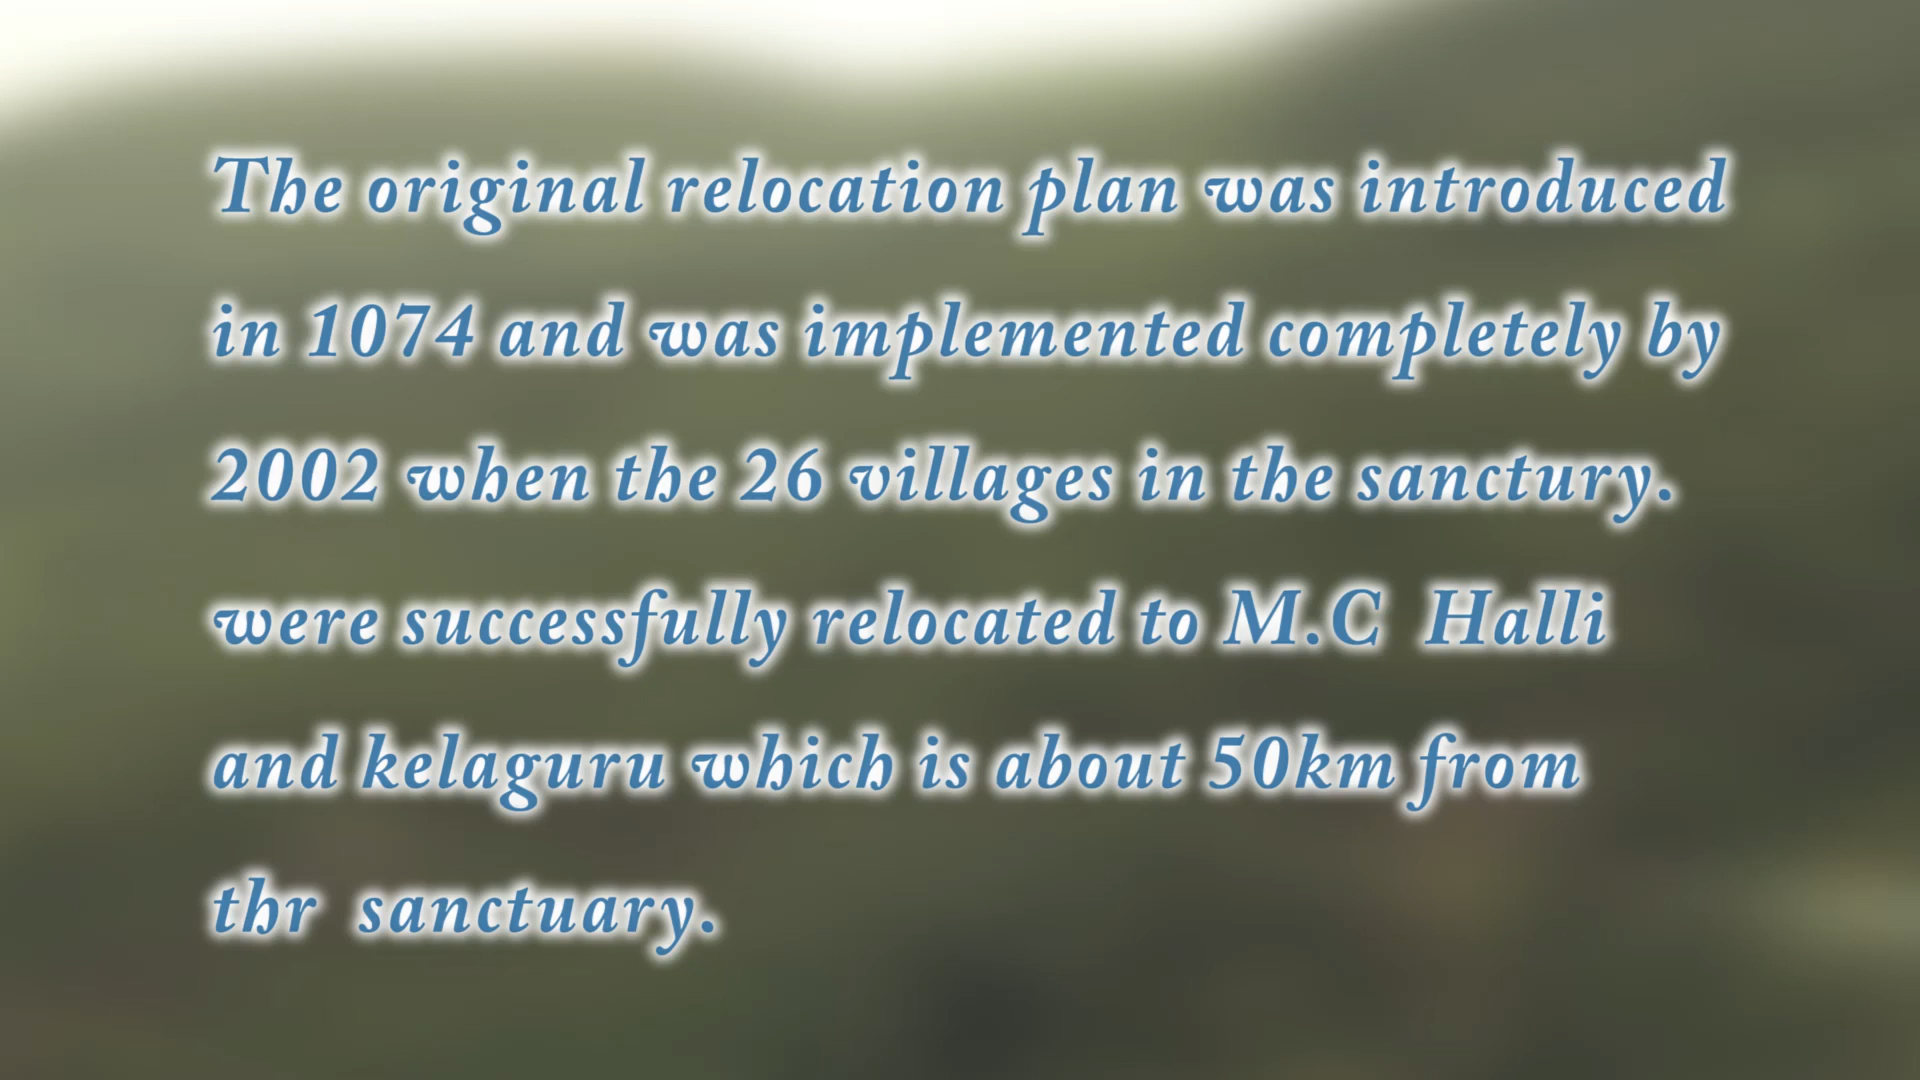 The original relocation plan was introduced
in 1074 and was implemented completely by
2002 when the 26 villages in the sanctury.
were successfully relocated to M.C Halli
and kelaguru which is about 50km from
thr sanctuary.